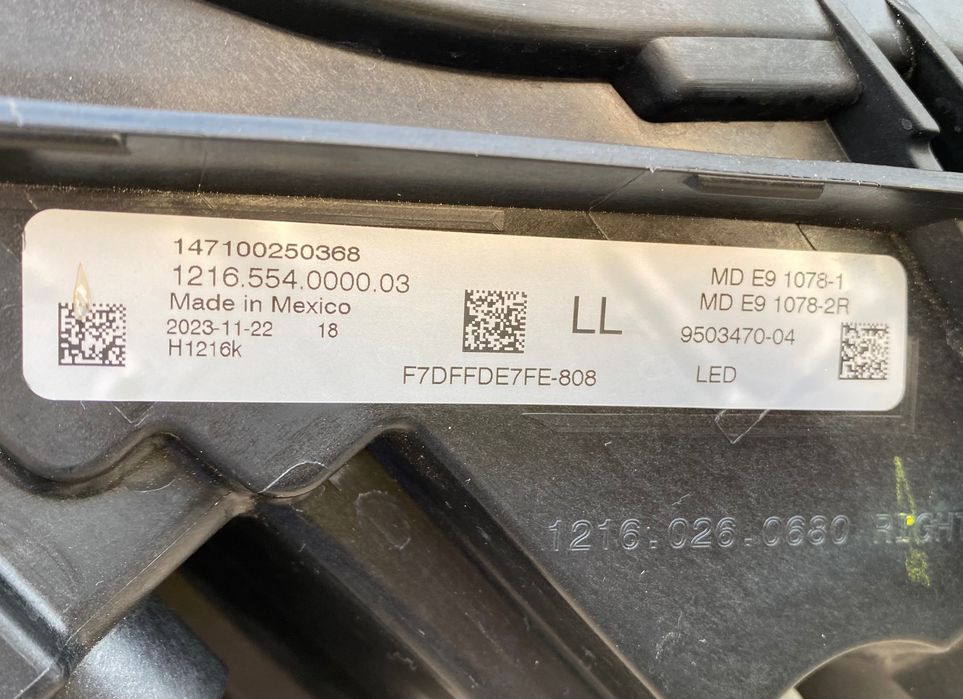 147100250368
1216.554.0000.03
Made in Mexico
2023-11-22 18
H1216k
LL
F7DFFDE7FE-808
MD E9 1078-1
MD E9 1078-2R
9503470-04
LED
1216.026.0680 RIGHT